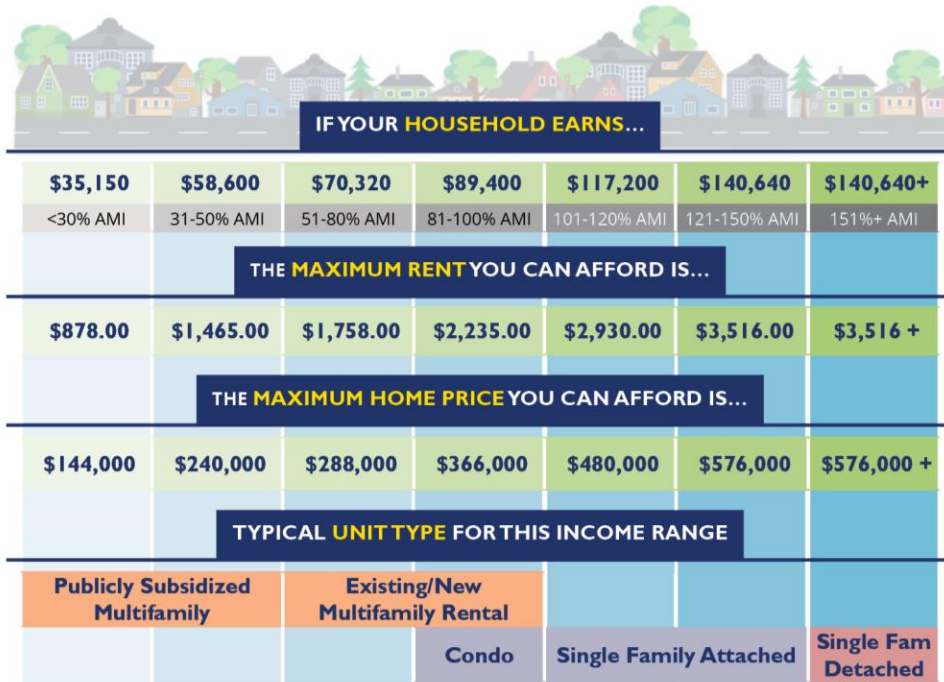 IF YOUR HOUSEHOLD EARNS...
$35,150 $58,600 $70,320 $89,400 $117,200 $140,640 $140,640+
<30% AMI 31-50% AMI 51-80% AMI 81-100% AMI 101-120% AMI 121-150% AMI 151%+ AMI
THE MAXIMUM RENT YOU CAN AFFORD IS...
$878.00 $1,465.00 $1,758.00 $2,235.00 $2,930.00 $3,516.00 $3,516 +
THE MAXIMUM HOME PRICE YOU CAN AFFORD IS...
$144,000 $240,000 $288,000 $366,000 $480,000 $576,000 $576,000 +
TYPICAL UNIT TYPE FOR THIS INCOME RANGE
Publicly Subsidized
Multifamily
Existing/New
Multifamily Rental
Condo
Single Family Attached
Single Fam
Detached